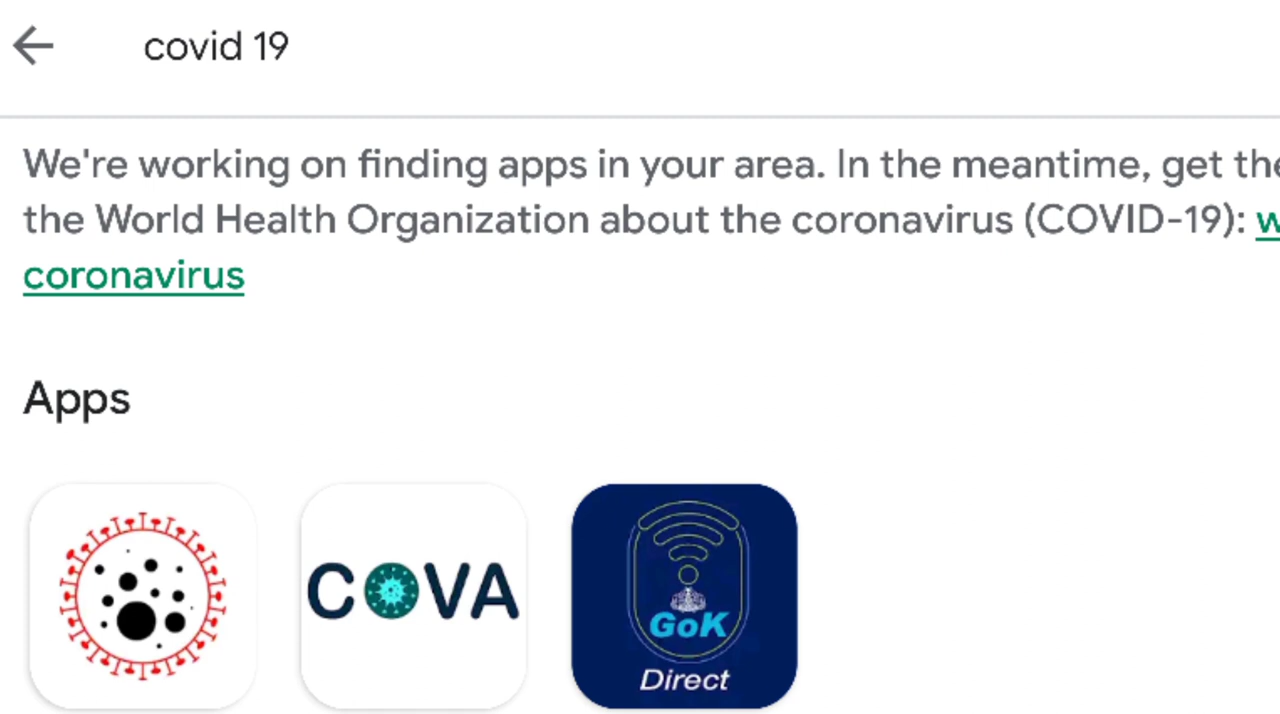 covid 19
We're working on finding apps in your area. In the meantime, get the
the World Health Organization about the coronavirus (COVID-19): w
coronavirus
Apps
COVA
GoK
Direct